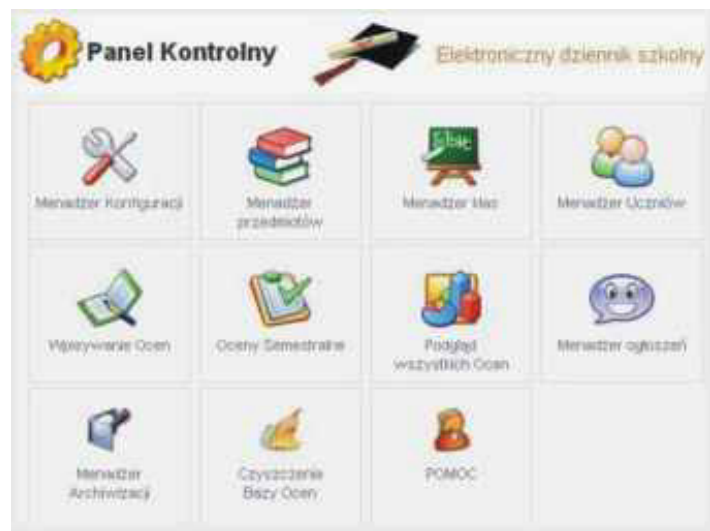 Panel Kontrolny
Elektroniczny dziennik szkolny
Menadżer Konfiguracji
Menadżer
przedmiotów
Menadżer klas
Menadżer Uczniów
Wpisywanie Ocen
Oceny Semestralne
Podgląd
wszystkich Ocen
Menadżer ogłoszeń
Menadżer
Archiwizacji
Czyszczenie
Bazy Ocen
POMOC